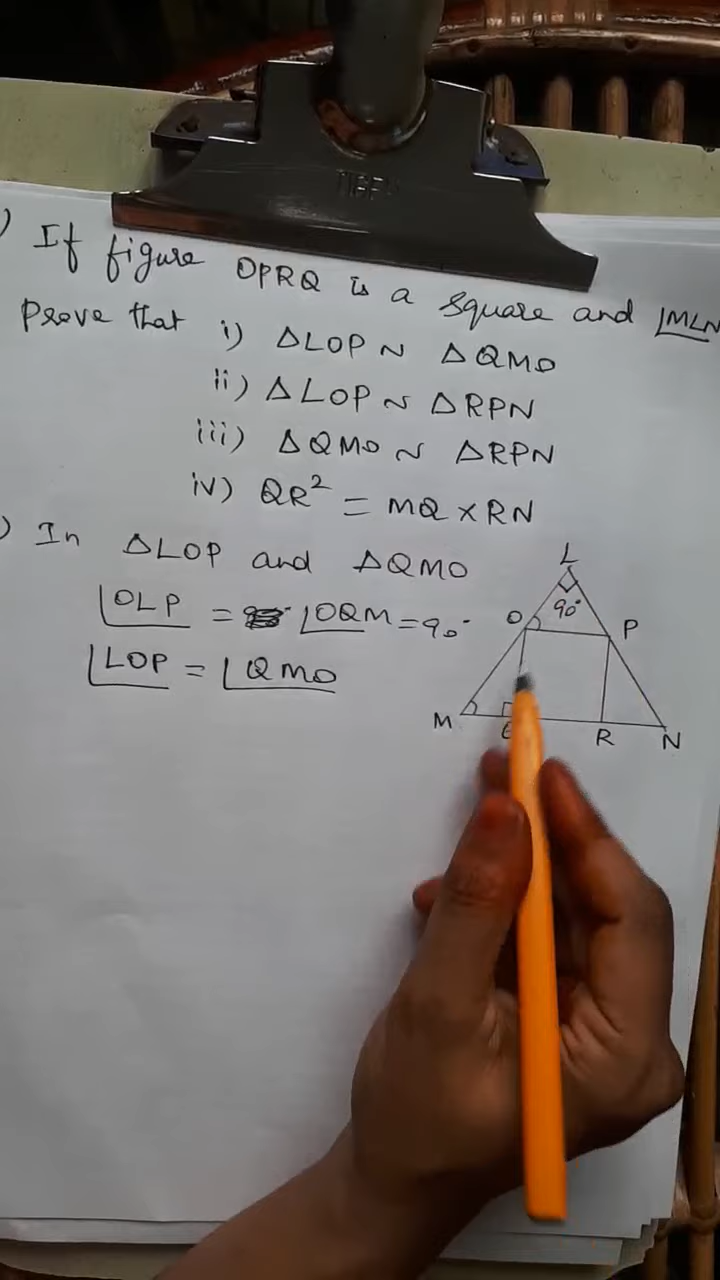 ) If figure OPRQ is a square and ∠MLN
Prove that i) ΔLOP ~ ΔQMO
ii) ΔLOP ~ ΔRPN
iii) ΔQMO ~ ΔRPN
iv) QR² = MQ × RN
) In ΔLOP and ΔQMO
∠OLP = ∠OQM = 90°
∠LOP = ∠QMO
L
90°
O
P
M
R
N